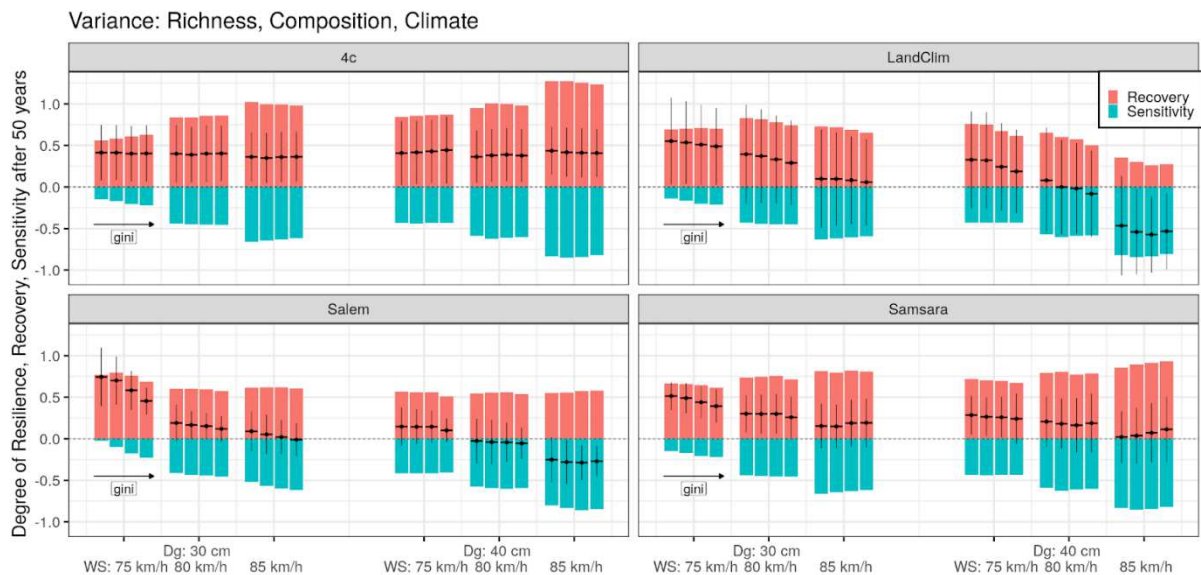 Variance: Richness, Composition, Climate
4c
LandClim
Recovery
Sensitivity
1.0
0.5
0.0
-0.5
-1.0
gini
gini
Salem
Samsara
1.0
0.5
0.0
-0.5
-1.0
gini
gini
Degree of Resilience, Recovery, Sensitivity after 50 years
Dg: 30 cm Dg: 40 cm Dg: 30 cm Dg: 40 cm
WS: 75 km/h 80 km/h 85 km/h WS: 75 km/h 80 km/h 85 km/h WS: 75 km/h 80 km/h 85 km/h WS: 75 km/h 80 km/h 85 km/h